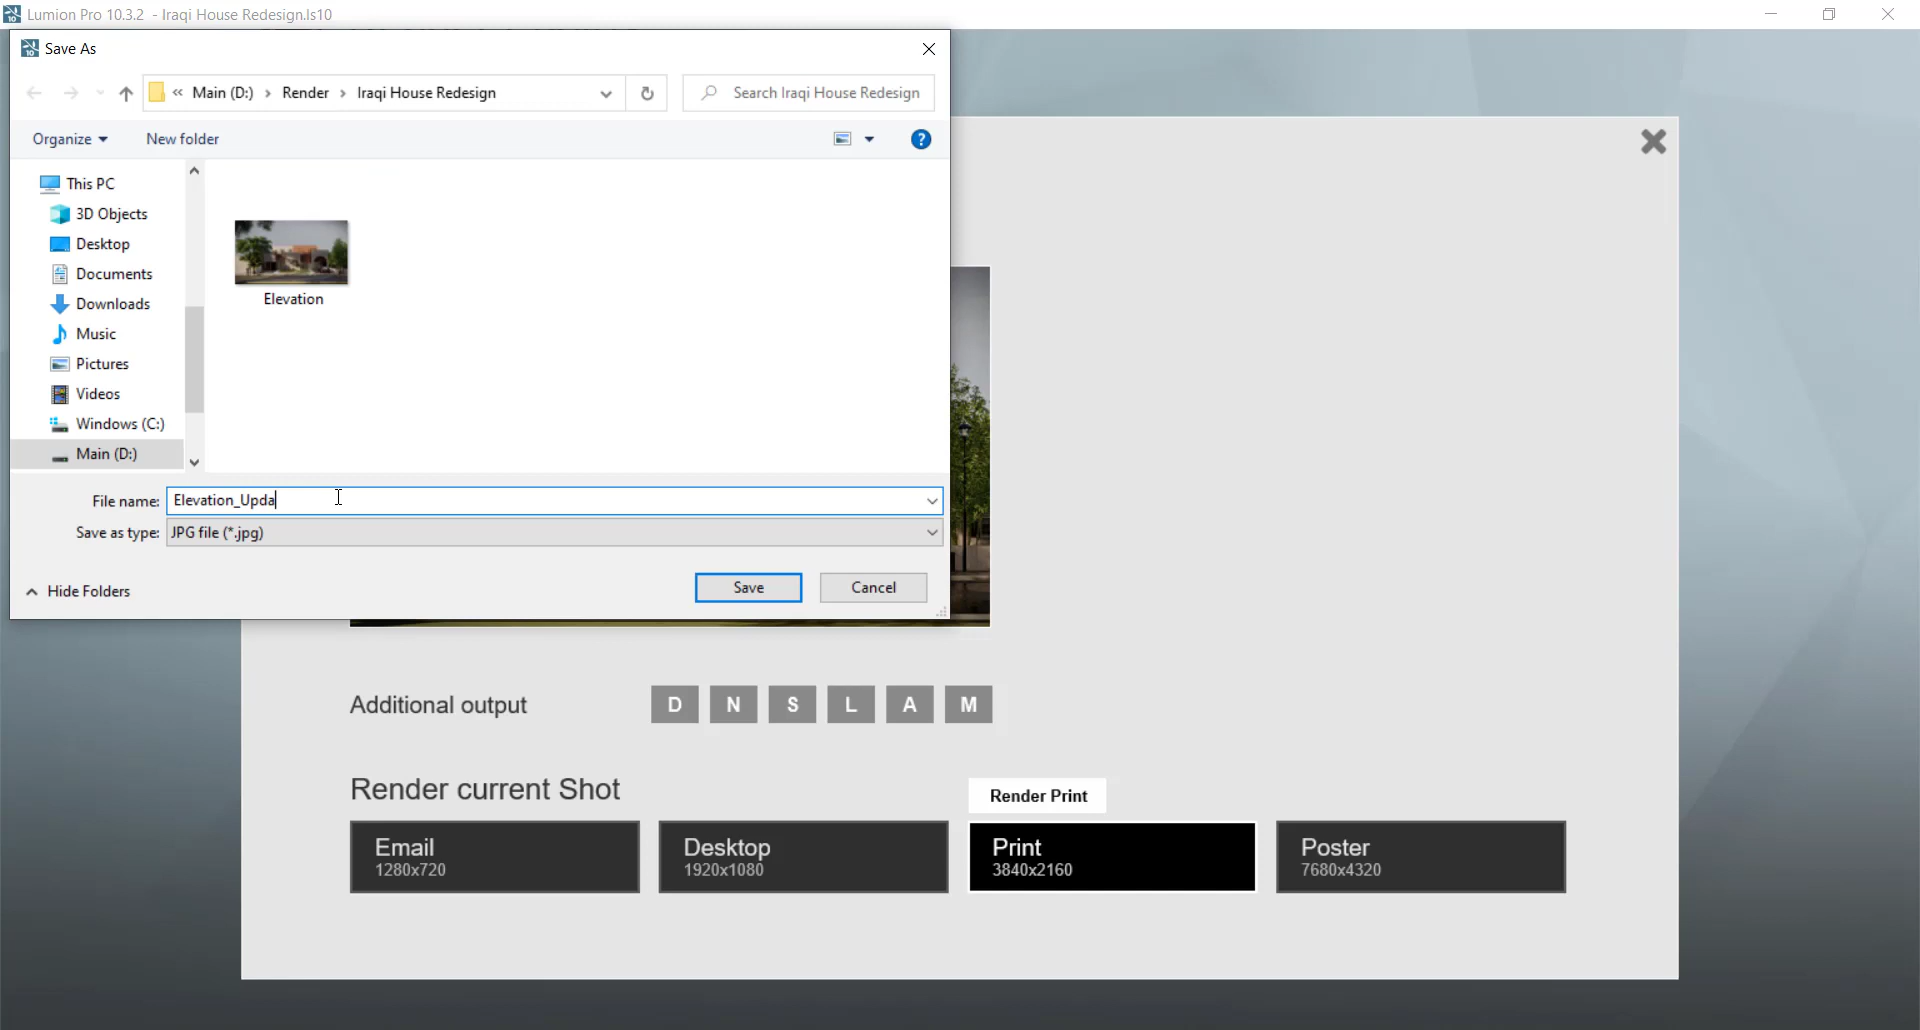 Lumion Pro 10.3.2 - Iraqi House Redesign.ls10
Save As
« Main (D:) › Render › Iraqi House Redesign
Search Iraqi House Redesign
Organize
New folder
This PC
3D Objects
Desktop
Documents
Downloads
Music
Pictures
Videos
Windows (C:)
Main (D:)
Elevation
File name: Elevation_Upda
Save as type: JPG file (*.jpg)
Hide Folders
Save
Cancel
Additional output
D N S L A M
Render current Shot
Render Print
Email
1280x720
Desktop
1920x1080
Print
3840x2160
Poster
7680x4320